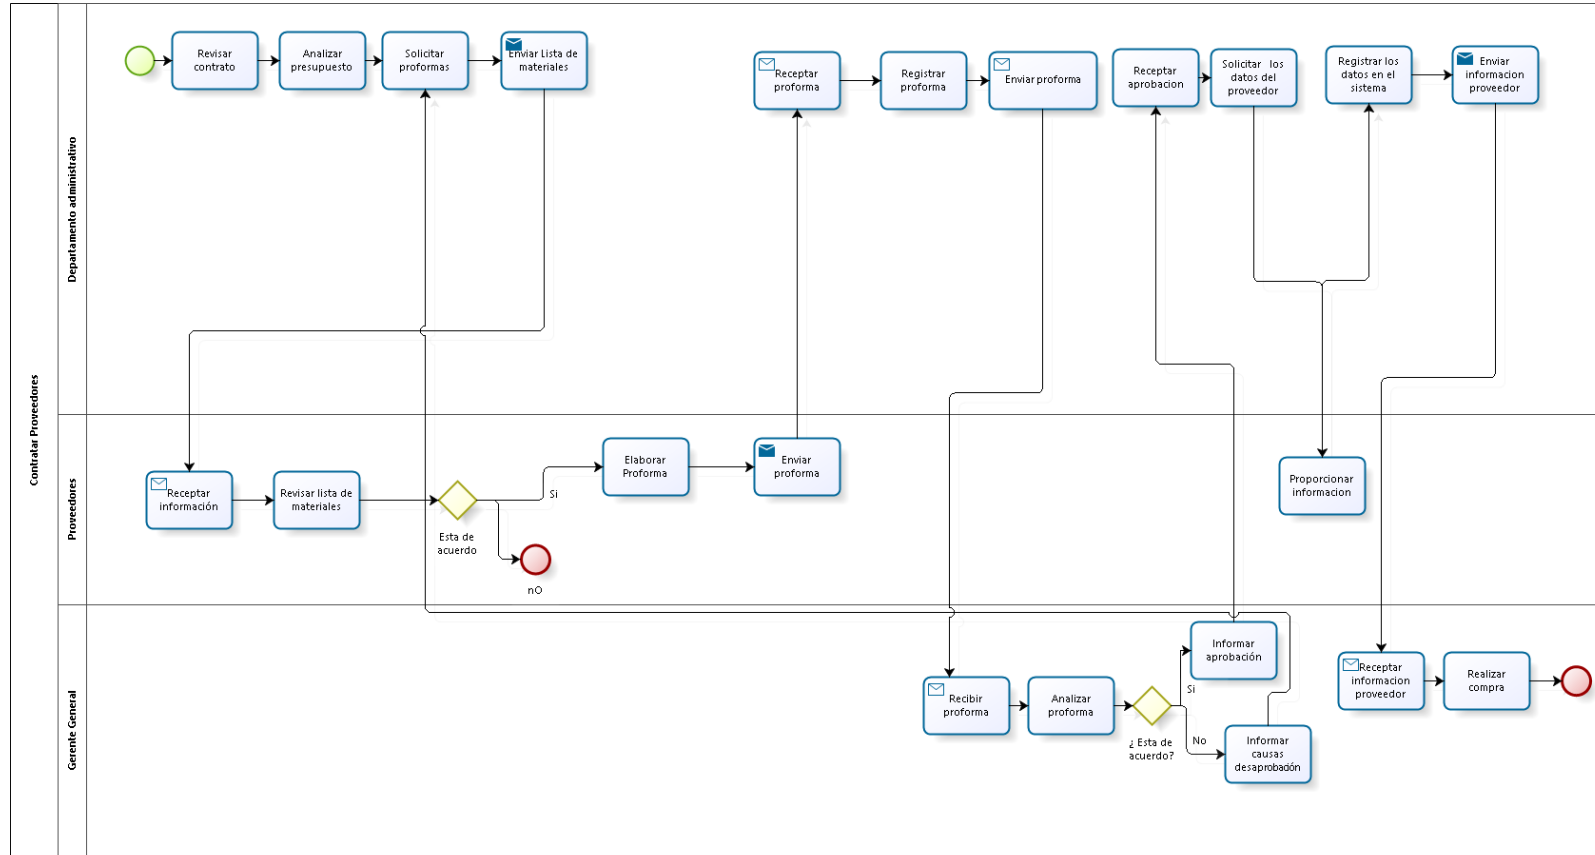 Contratar Proveedores
Departamento administrativo
Revisar
contrato
Analizar
presupuesto
Solicitar
proformas
Enviar Lista de
materiales
Receptar
proforma
Registrar
proforma
Enviar proforma
Receptar
aprobacion
Solicitar los
datos del
proveedor
Registrar los
datos en el
sistema
Enviar
informacion
proveedor
Proveedores
Receptar
información
Revisar lista de
materiales
Esta de
acuerdo
Si
nO
Elaborar
Proforma
Enviar
proforma
Proporcionar
informacion
Gerente General
Recibir
proforma
Analizar
proforma
¿ Esta de
acuerdo?
Si
No
Informar
aprobación
Informar
causas
desaprobación
Receptar
informacion
proveedor
Realizar
compra